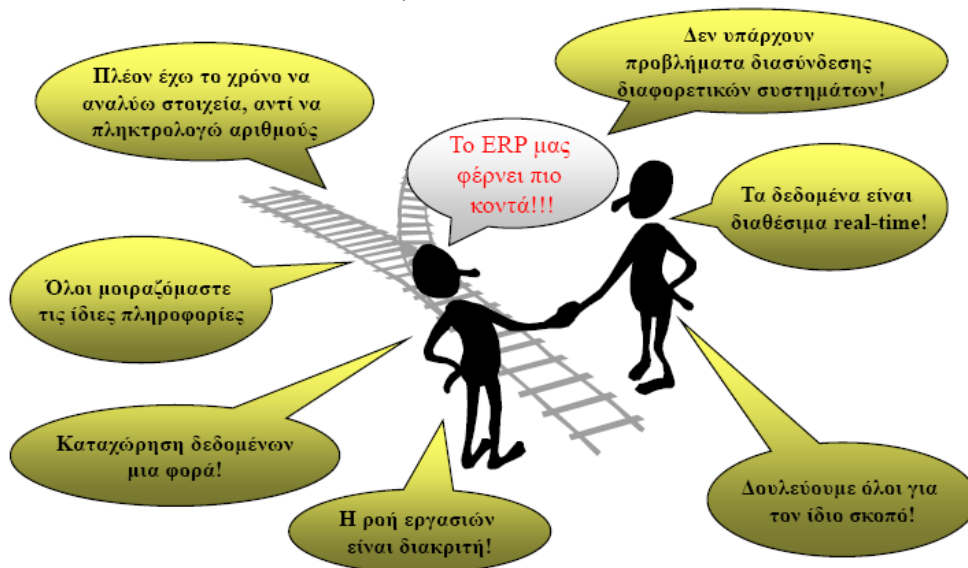 Πλέον έχω το χρόνο να
αναλύω στοιχεία, αντί να
πληκτρολογώ αριθμούς
Δεν υπάρχουν
προβλήματα διασύνδεσης
διαφορετικών συστημάτων!
Το ERP μας
φέρνει πιο
κοντά!!!
Τα δεδομένα είναι
διαθέσιμα real-time!
Όλοι μοιραζόμαστε
τις ίδιες πληροφορίες
Καταχώρηση δεδομένων
μια φορά!
Η ροή εργασιών
είναι διακριτή!
Δουλεύουμε όλοι για
τον ίδιο σκοπό!